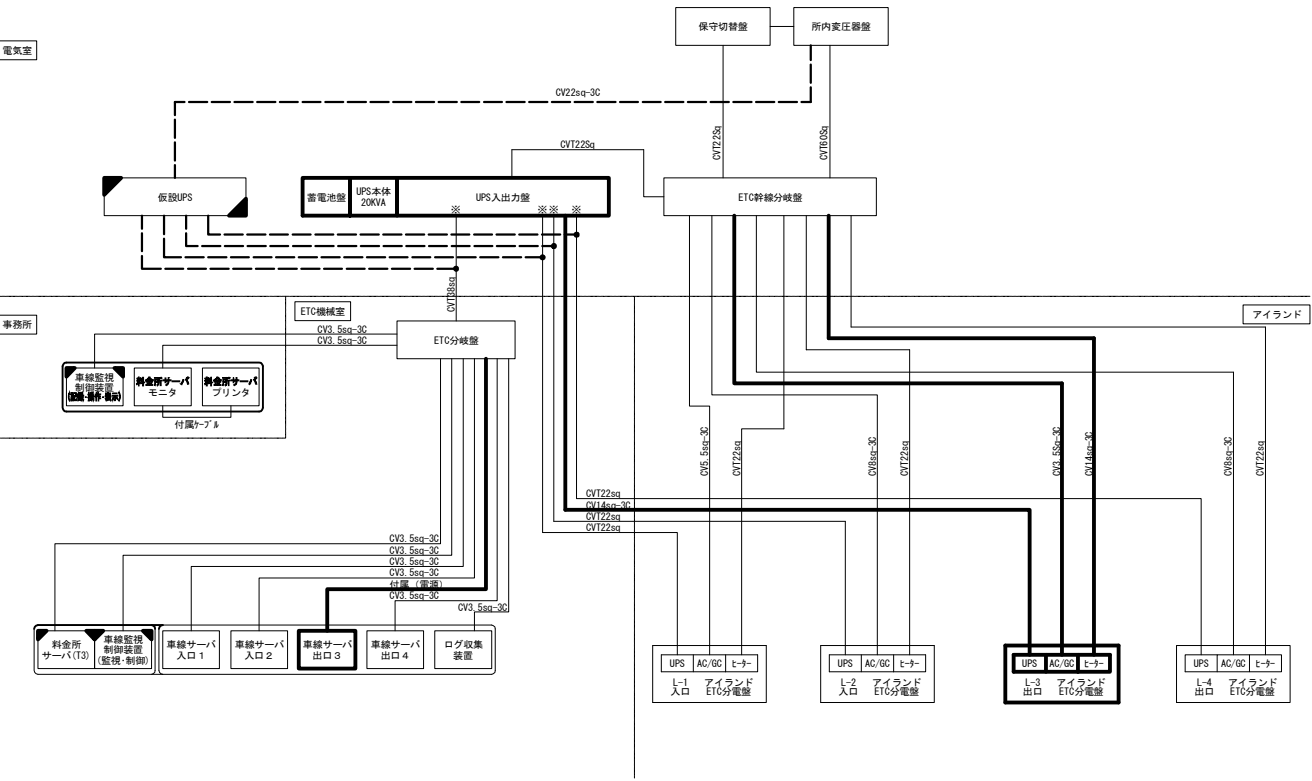 保守切替盤
所内変圧器盤
電気室
CV22sq-3C
CVT22Sq
CVT60Sq
CVT22Sq
仮設UPS
蓄電池盤
UPS本体
20KVA
UPS入出力盤
※
※※
※
ETC幹線分岐盤
CVT38sq
事務所
ETC機械室
アイランド
CV3.5sq-3C
CV3.5sq-3C
ETC分岐盤
車線監視
制御装置
(記録・操作・表示)
料金所サーバ
モニタ
料金所サーバ
プリンタ
付属ｹｰﾌﾞﾙ
CV5.5sq-3C
CVT22sq
CV8sq-3C
CVT22sq
CV3.5Sq-3C
CV14sq-3C
CV8sq-3C
CVT22sq
CVT22sq
CV14sq-3C
CVT22sq
CVT22sq
CV3.5sq-3C
CV3.5sq-3C
CV3.5sq-3C
CV3.5sq-3C
付属（電源）
CV3.5sq-3C
CV3.5sq-3C
料金所
サーバ(T3)
車線監視
制御装置
(監視・制御)
車線サーバ
入口１
車線サーバ
入口２
車線サーバ
出口３
車線サーバ
出口４
ログ収集
装置
UPS AC/GC ﾋｰﾀｰ
L-1 アイランド
入口 ETC分電盤
UPS AC/GC ﾋｰﾀｰ
L-2 アイランド
入口 ETC分電盤
UPS AC/GC ﾋｰﾀｰ
L-3 アイランド
出口 ETC分電盤
UPS AC/GC ﾋｰﾀｰ
L-4 アイランド
出口 ETC分電盤